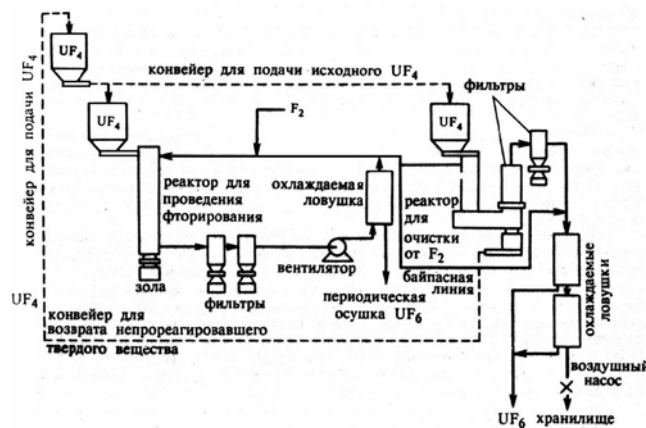 UF4
конвейер для подачи исходного UF4
фильтры
UF4
F2
UF4
конвейер для подачи UF4
реактор для
проведения
фторирования
охлаждаемая
ловушка
реактор
для
очистки
от F2
вентилятор
байпасная
линия
охлаждаемые
ловушки
зола
фильтры
периодическая
осушка UF6
UF4
конвейер для
возврата непрореагировавшего
твердого вещества
воздушный
насос
UF6
хранилище